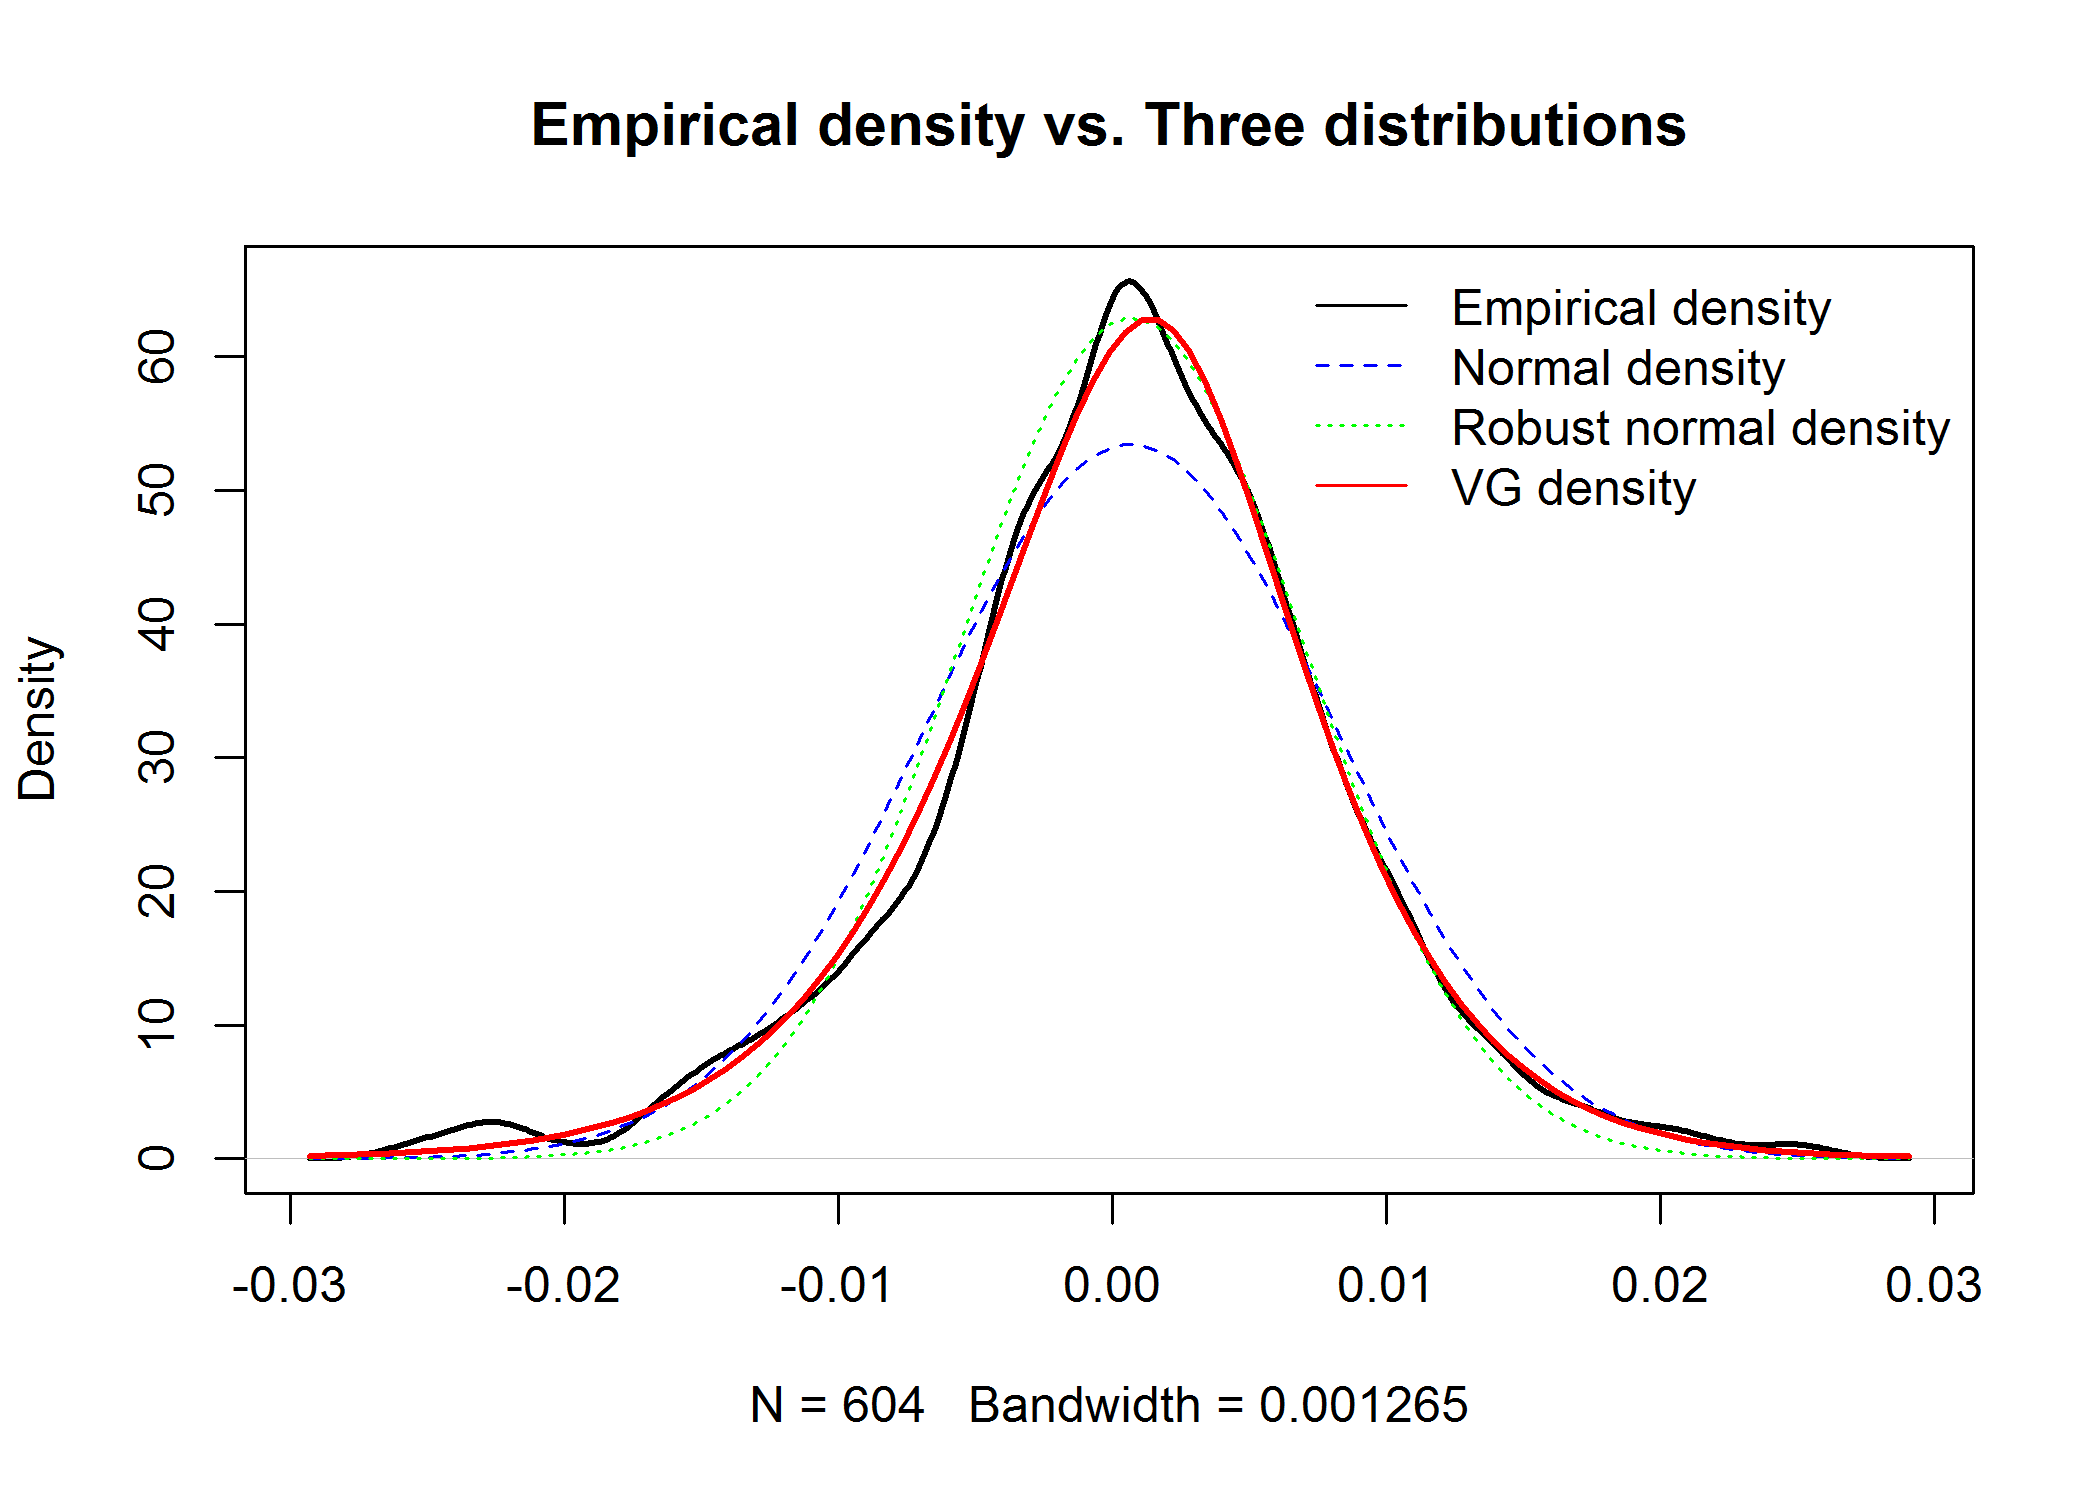 Empirical density vs. Three distributions
Empirical density
Normal density
Robust normal density
VG density
Density
60
50
40
30
20
10
0
-0.03 -0.02 -0.01 0.00 0.01 0.02 0.03
N = 604 Bandwidth = 0.001265